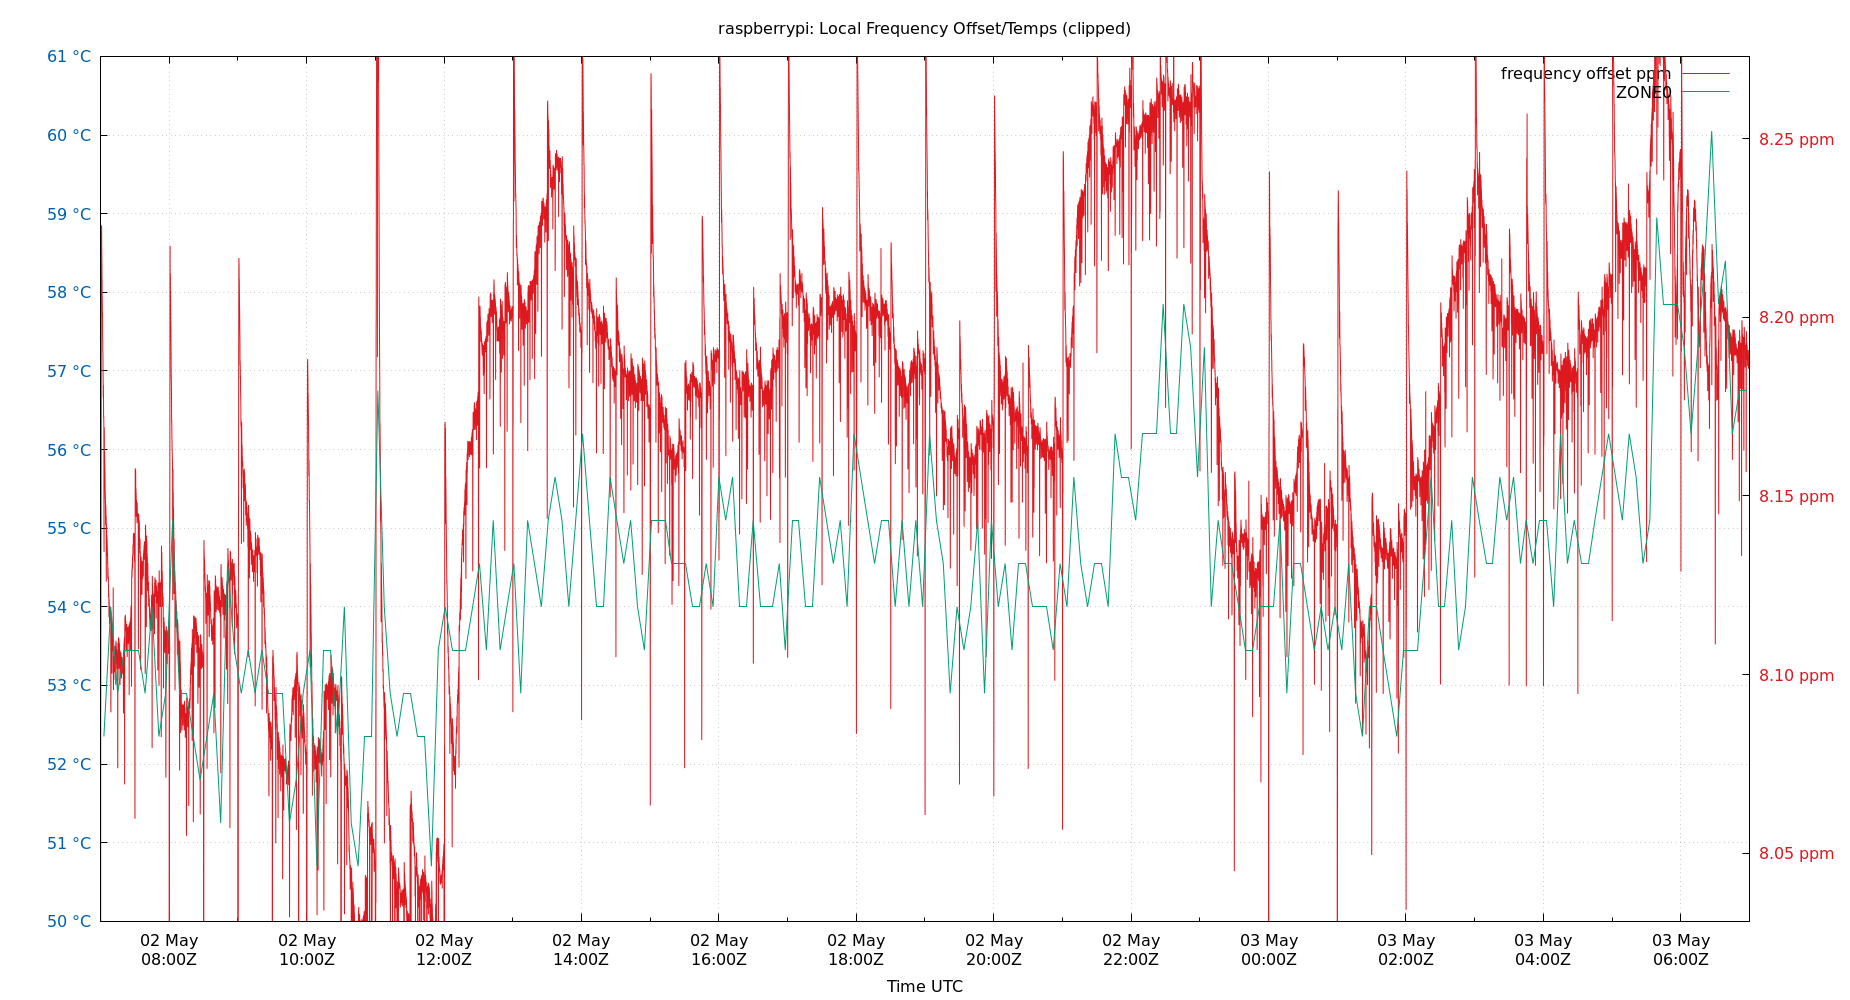 raspberrypi: Local Frequency Offset/Temps (clipped)
61 °C
60 °C
59 °C
58 °C
57 °C
56 °C
55 °C
54 °C
53 °C
52 °C
51 °C
50 °C
frequency offset ppm
ZONE0
8.25 ppm
8.20 ppm
8.15 ppm
8.10 ppm
8.05 ppm
02 May
08:00Z
02 May
10:00Z
02 May
12:00Z
02 May
14:00Z
02 May
16:00Z
02 May
18:00Z
02 May
20:00Z
02 May
22:00Z
03 May
00:00Z
03 May
02:00Z
03 May
04:00Z
03 May
06:00Z
Time UTC